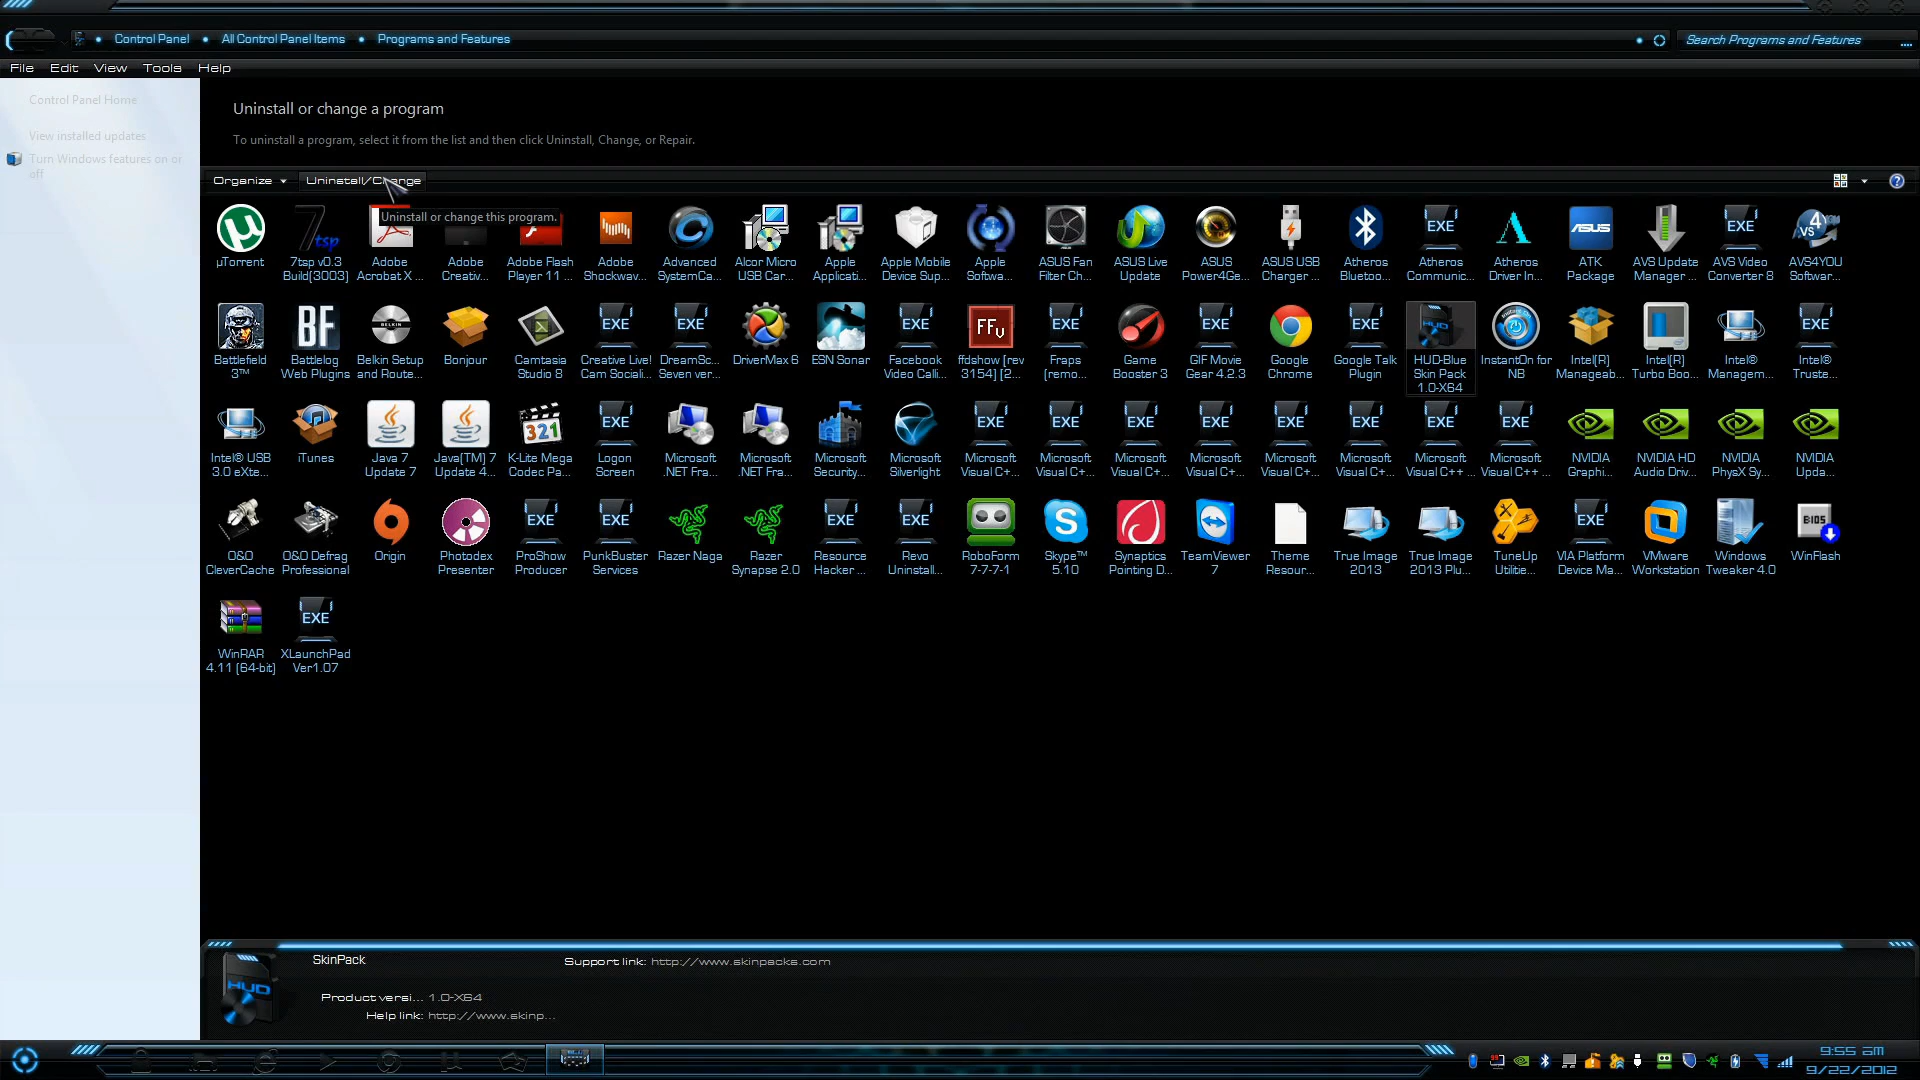 Control Panel
All Control Panel Items
Programs and Features
Search Programs and Features
File Edit View Tools Help
Control Panel Home
View installed updates
Turn Windows features on or
off
Uninstall or change a program
To uninstall a program, select it from the list and then click Uninstall, Change, or Repair.
Organize
Uninstall/Change
Uninstall or change this program.
µTorrent
7tsp v0.3
Build[3003]
Adobe
Acrobat X ...
Adobe
Creativ...
Adobe Flash
Player 11 ...
Adobe
Shockwav...
Advanced
SystemCa...
Alcor Micro
USB Car...
Apple
Applicati...
Apple Mobile
Device Sup...
Apple
Softwa...
ASUS Fan
Filter Ch...
ASUS Live
Update
ASUS
Power4Ge...
ASUS USB
Charger ...
Atheros
Bluetoo...
Atheros
Communic...
Atheros
Driver In...
ATK
Package
AVS Update
Manager ...
AVS Video
Converter 8
AVS4YOU
Softwar...
Battlefield
3™
Battlelog
Web Plugins
Belkin Setup
and Route...
Bonjour
Camtasia
Studio 8
Creative Live!
Cam Sociali...
DreamSc...
Seven ver...
DriverMax 6
ESN Sonar
Facebook
Video Calli...
ffdshow [rev
3154] [2...
Fraps
[remo...
Game
Booster 3
GIF Movie
Gear 4.2.3
Google
Chrome
Google Talk
Plugin
HUD-Blue
Skin Pack
1.0-X64
InstantOn for
NB
Intel[R]
Manageab...
Intel[R]
Turbo Boo...
Intel®
Managem...
Intel®
Truste...
Intel® USB
3.0 eXte...
iTunes
Java 7
Update 7
Java[TM] 7
Update 4...
K-Lite Mega
Codec Pa...
Logon
Screen
Microsoft
.NET Fra...
Microsoft
.NET Fra...
Microsoft
Security...
Microsoft
Silverlight
Microsoft
Visual C+...
Microsoft
Visual C+...
Microsoft
Visual C+...
Microsoft
Visual C+...
Microsoft
Visual C+...
Microsoft
Visual C+...
Microsoft
Visual C++ ...
Microsoft
Visual C++ ...
NVIDIA
Graphi...
NVIDIA HD
Audio Driv...
NVIDIA
PhysX Sy...
NVIDIA
Upda...
O&O
CleverCache
O&O Defrag
Professional
Origin
Photodex
Presenter
ProShow
Producer
PunkBuster
Services
Razer Naga
Razer
Synapse 2.0
Resource
Hacker ...
Revo
Uninstall...
RoboForm
7-7-7-1
Skype™
5.10
Synaptics
Pointing D...
TeamViewer
7
Theme
Resour...
True Image
2013
True Image
2013 Plu...
TuneUp
Utilitie...
VIA Platform
Device Ma...
VMware
Workstation
Windows
Tweaker 4.0
WinFlash
WinRAR
4.11 [64-bit]
XLaunchPad
Ver1.07
SkinPack
Support link: http://www.skinpacks.com
Product versi... 1.0-X64
Help link: http://www.skinp...
9:55 AM
9/22/2012